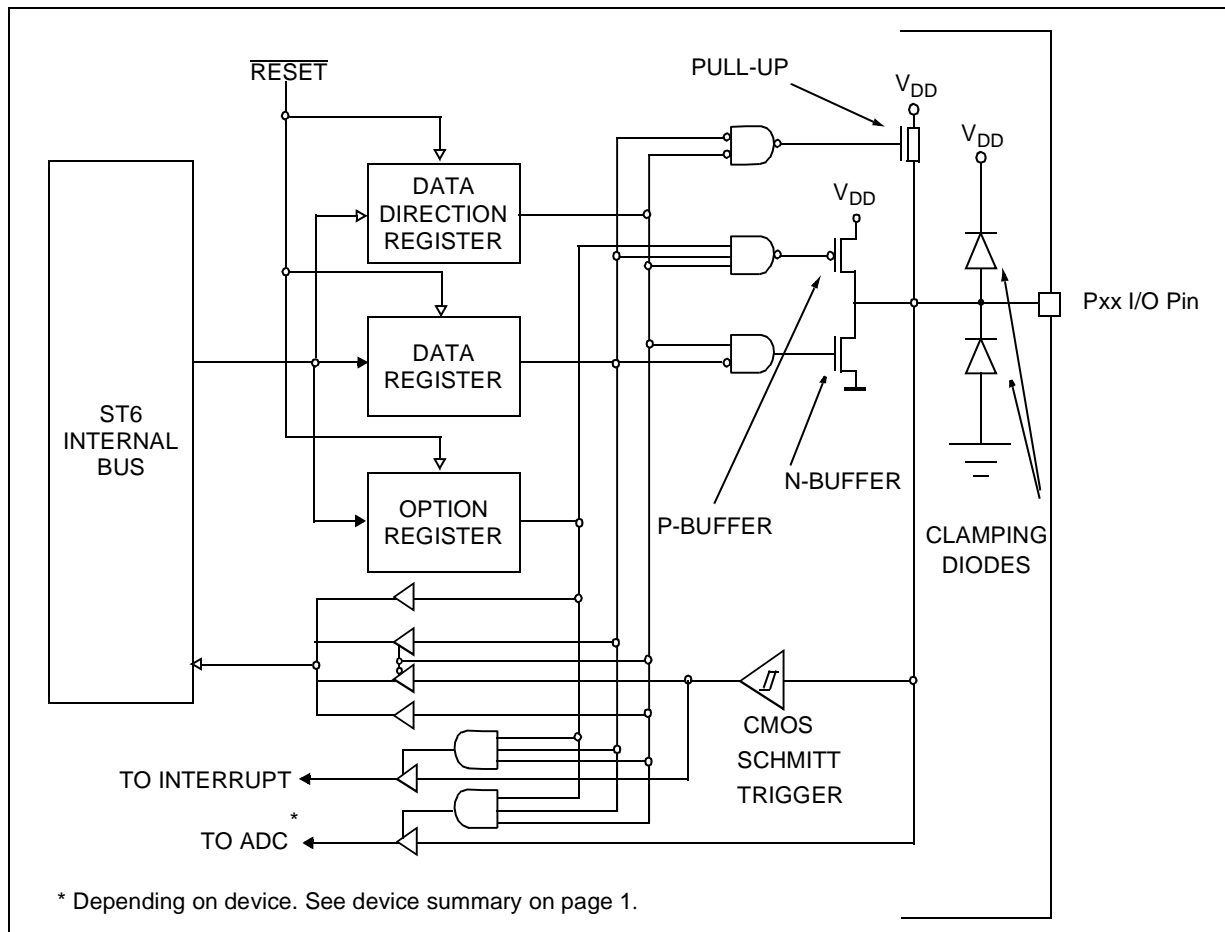 RESET
PULL-UP
VDD
VDD
DATA
DIRECTION
REGISTER
VDD
Pxx I/O Pin
DATA
REGISTER
ST6
INTERNAL
BUS
N-BUFFER
OPTION
REGISTER
P-BUFFER
CLAMPING
DIODES
CMOS
SCHMITT
TRIGGER
TO INTERRUPT
TO ADC*
* Depending on device. See device summary on page 1.